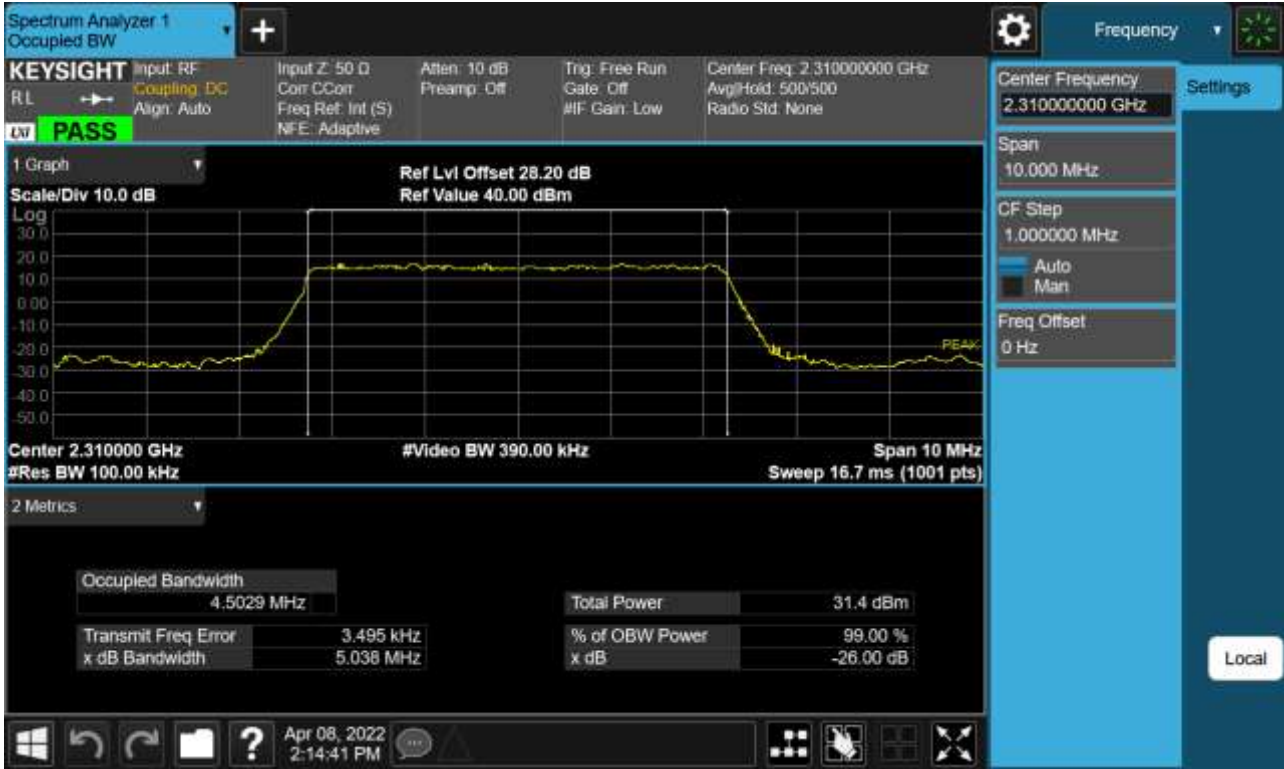 Spectrum Analyzer 1
Occupied BW
+
Frequency
KEYSIGHT
RL
LXI
PASS
Input: RF
Coupling: DC
Align: Auto
Input Z: 50 Ω
Corr CCorr
Freq Ref: Int (S)
NFE: Adaptive
Atten: 10 dB
Preamp: Off
Trig: Free Run
Gate: Off
#IF Gain: Low
Center Freq: 2.310000000 GHz
Avg|Hold: 500/500
Radio Std: None
Center Frequency
2.310000000 GHz
Settings
Span
10.000 MHz
CF Step
1.000000 MHz
Auto
Man
Freq Offset
0 Hz
1 Graph
Scale/Div 10.0 dB
Ref Lvl Offset 28.20 dB
Ref Value 40.00 dBm
Log
30.0
20.0
10.0
0.00
-10.0
-20.0
-30.0
-40.0
-50.0
PEAK
Center 2.310000 GHz
#Video BW 390.00 kHz
Span 10 MHz
#Res BW 100.00 kHz
Sweep 16.7 ms (1001 pts)
2 Metrics
Occupied Bandwidth
4.5029 MHz
Total Power 31.4 dBm
Transmit Freq Error 3.495 kHz
% of OBW Power 99.00 %
x dB Bandwidth 5.038 MHz
x dB -26.00 dB
Local
?
Apr 08, 2022
2:14:41 PM